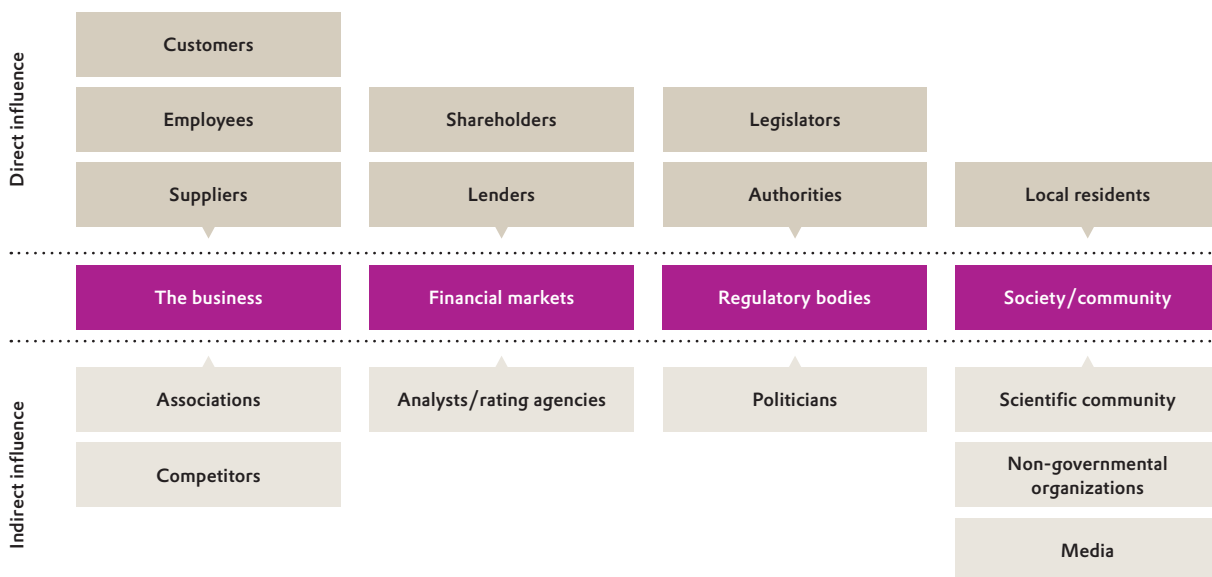 Direct influence
Customers
Employees
Shareholders
Legislators
Suppliers
Lenders
Authorities
Local residents
The business
Financial markets
Regulatory bodies
Society/community
Indirect influence
Associations
Analysts/rating agencies
Politicians
Scientific community
Competitors
Non-governmental
organizations
Media